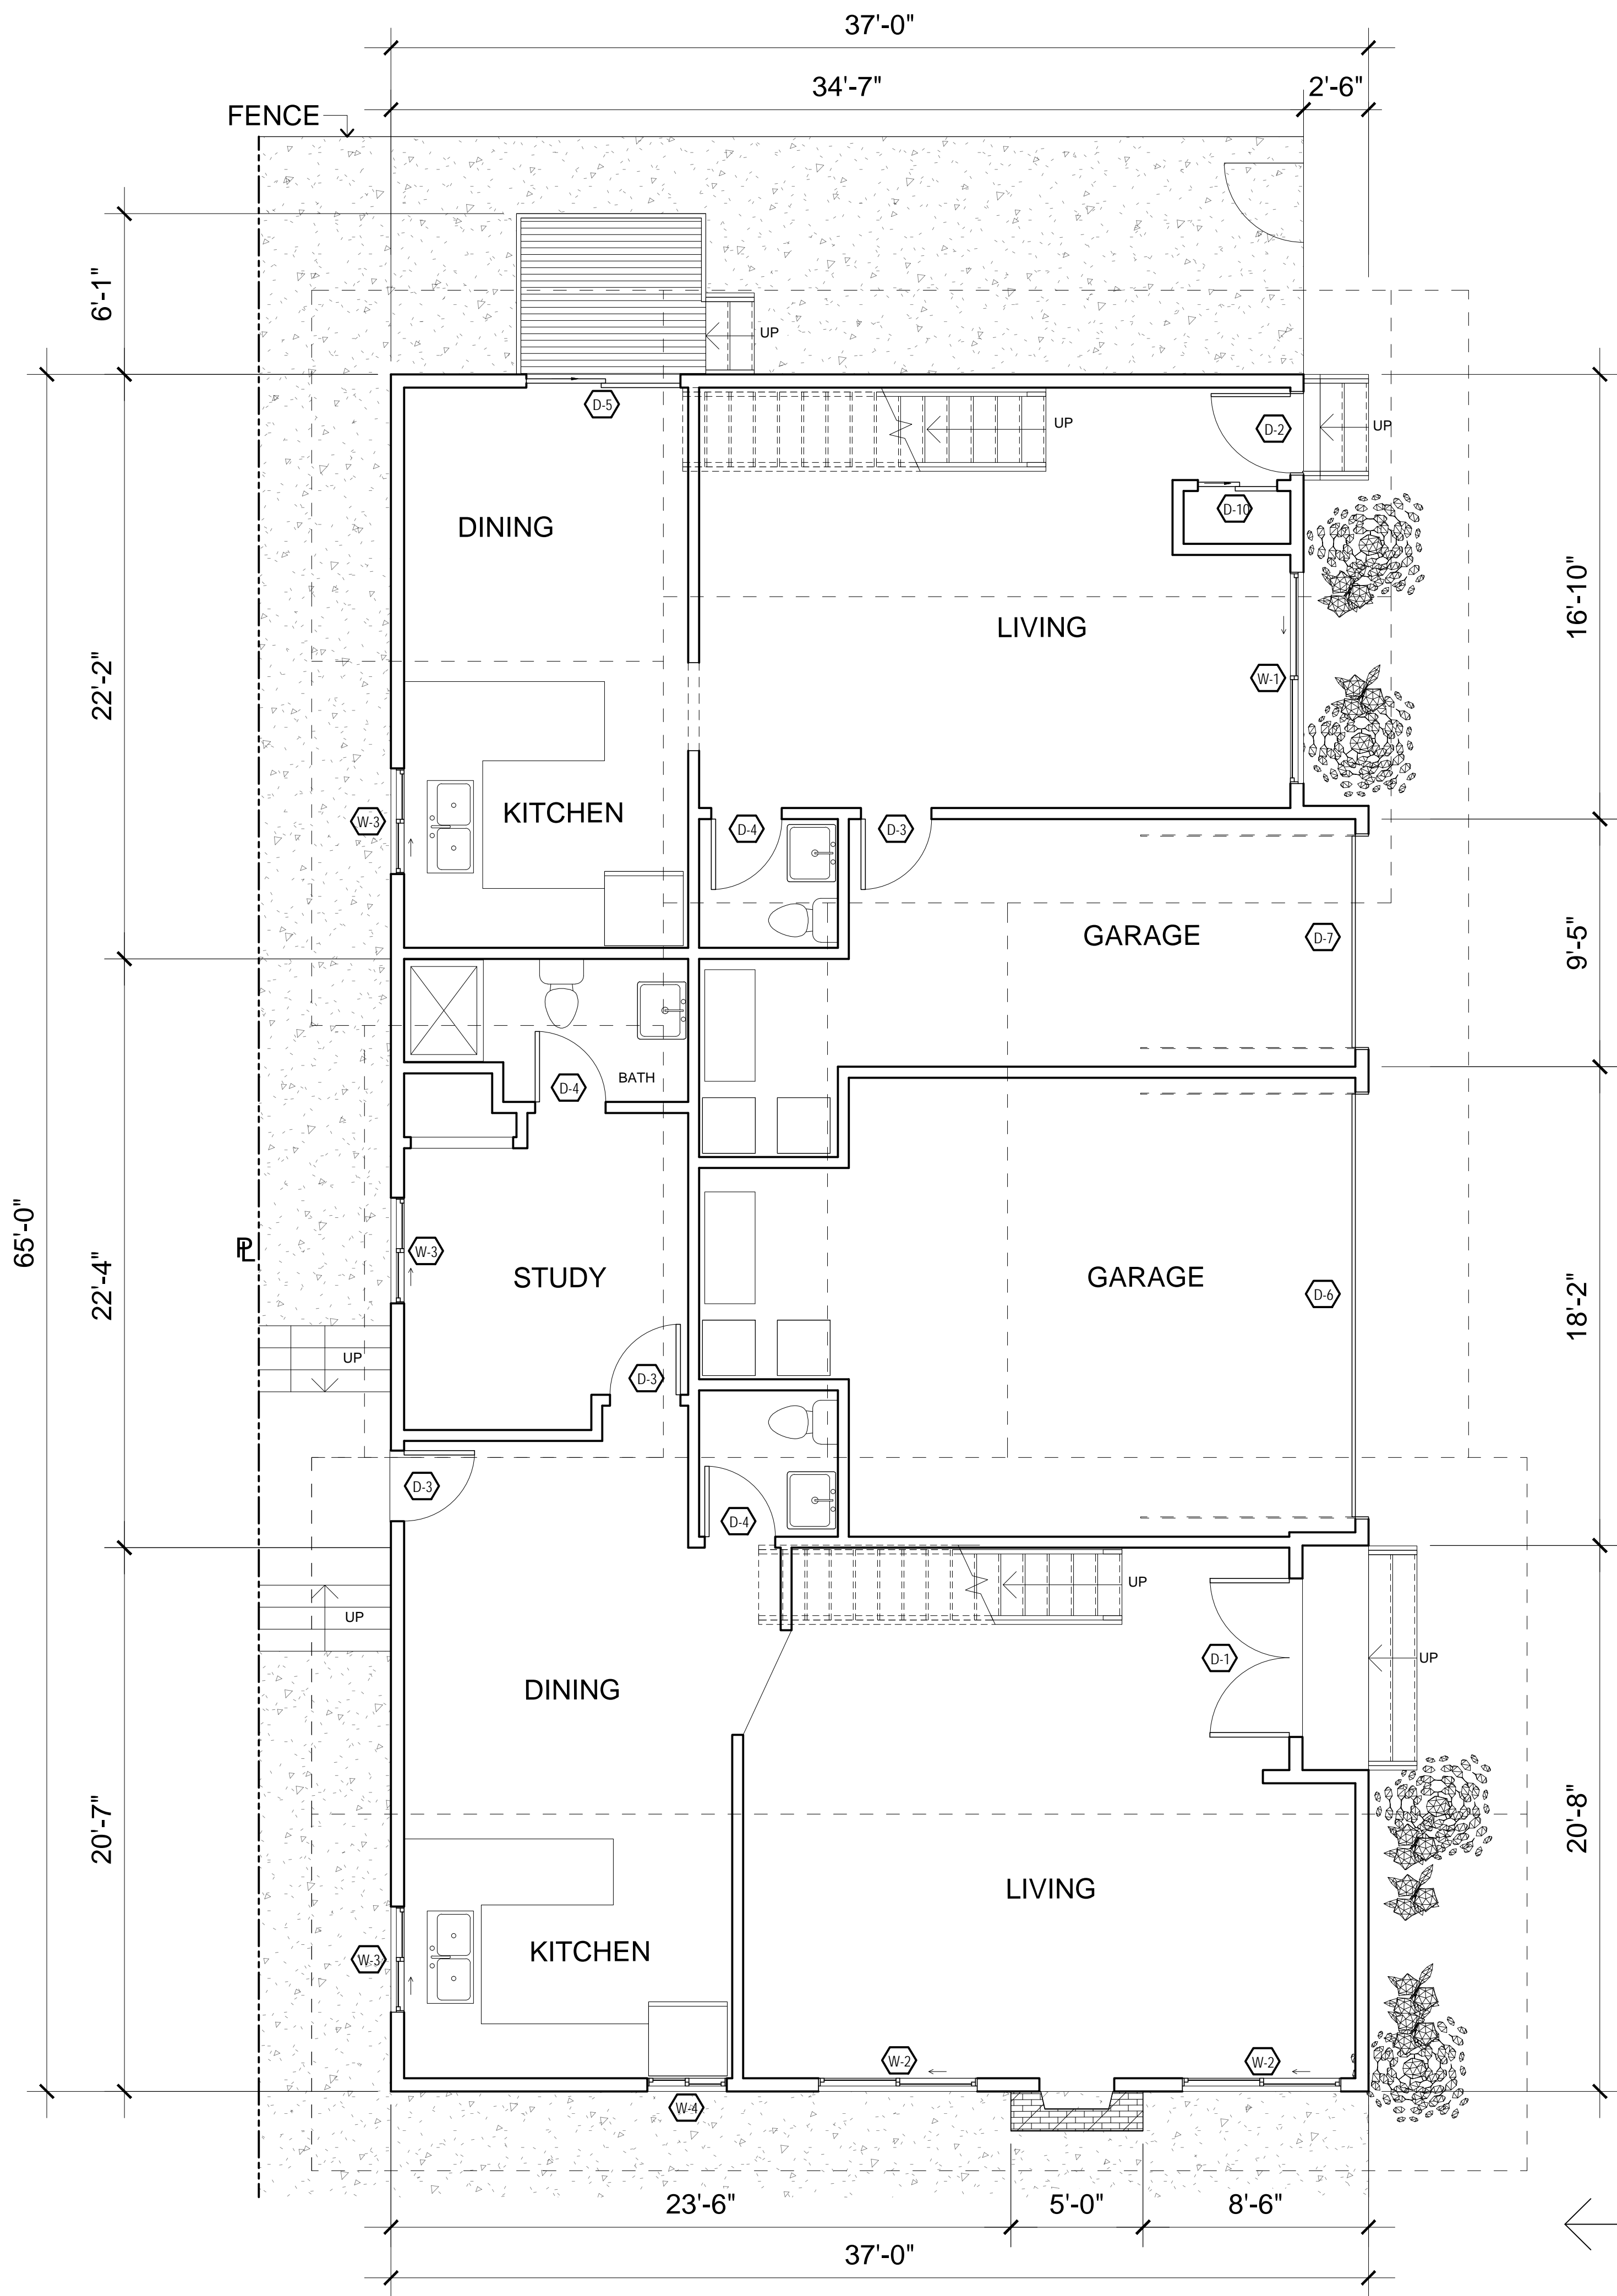 37'-0"
34'-7"
2'-6"
FENCE
6'-1"
UP
D-5
UP
D-2
UP
D-10
DINING
16'-10"
LIVING
22'-2"
W-1
KITCHEN
W-3
D-4
D-3
GARAGE
D-7
9'-5"
BATH
D-4
65'-0"
PL
W-3
STUDY
GARAGE
D-6
22'-4"
18'-2"
UP
D-3
D-3
D-4
UP
UP
D-1
UP
DINING
20'-7"
20'-8"
LIVING
KITCHEN
W-3
W-2
W-2
W-4
23'-6"
5'-0"
8'-6"
37'-0"